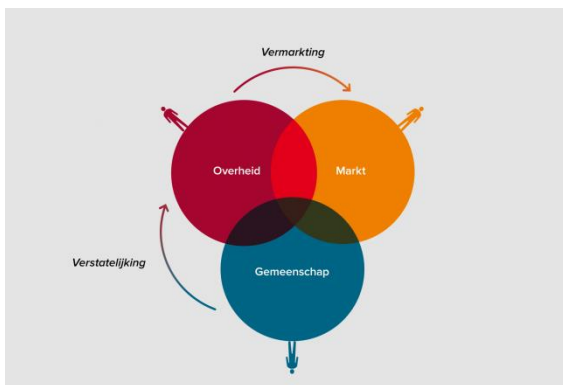 Vermarkting
Overheid
Markt
Verstatelijking
Gemeenschap